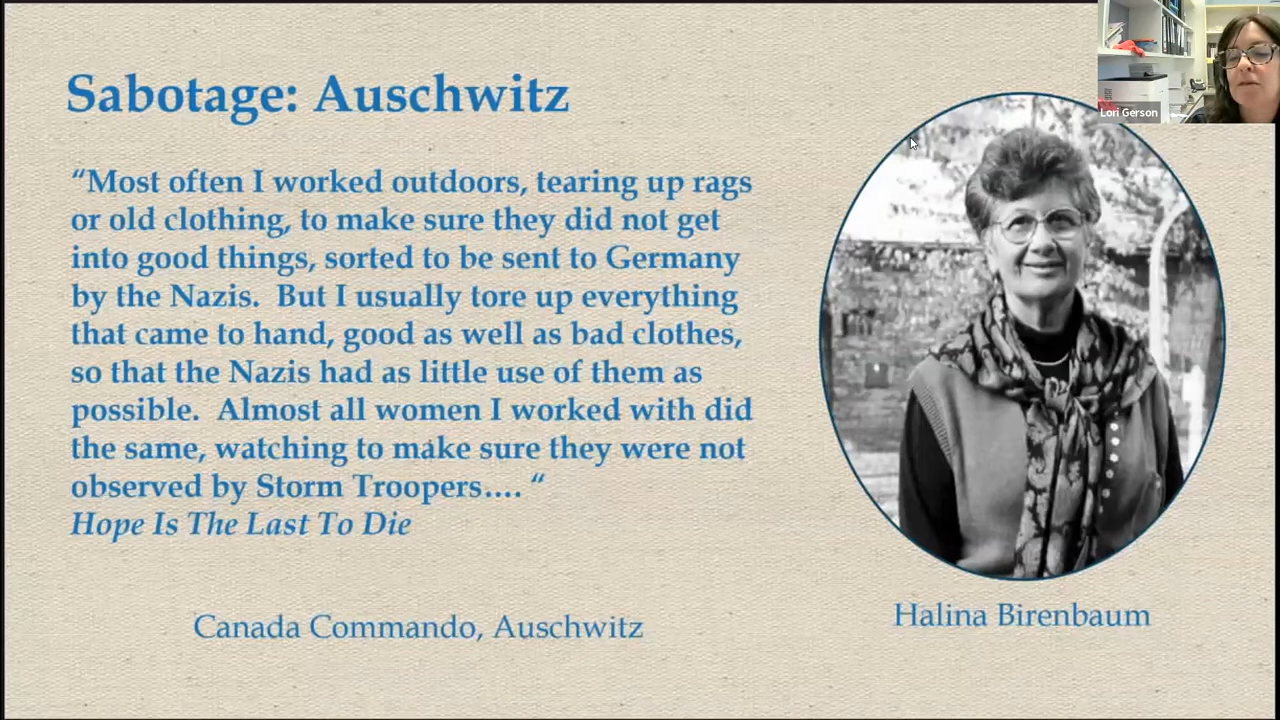 Sabotage: Auschwitz
“Most often I worked outdoors, tearing up rags
or old clothing, to make sure they did not get
into good things, sorted to be sent to Germany
by the Nazis.  But I usually tore up everything
that came to hand, good as well as bad clothes,
so that the Nazis had as little use of them as
possible.  Almost all women I worked with did
the same, watching to make sure they were not
observed by Storm Troopers…. “
Hope Is The Last To Die
Canada Commando, Auschwitz
Halina Birenbaum
Lori Gerson